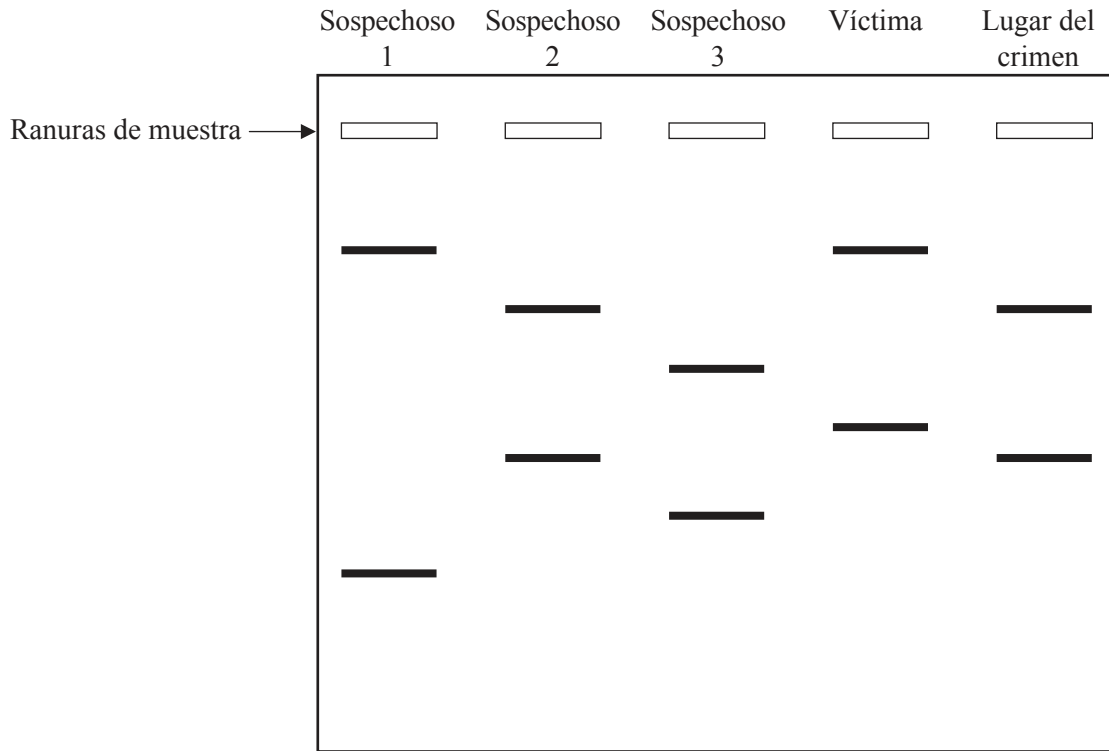 Sospechoso
1
Sospechoso
2
Sospechoso
3
Víctima
Lugar del
crimen
Ranuras de muestra